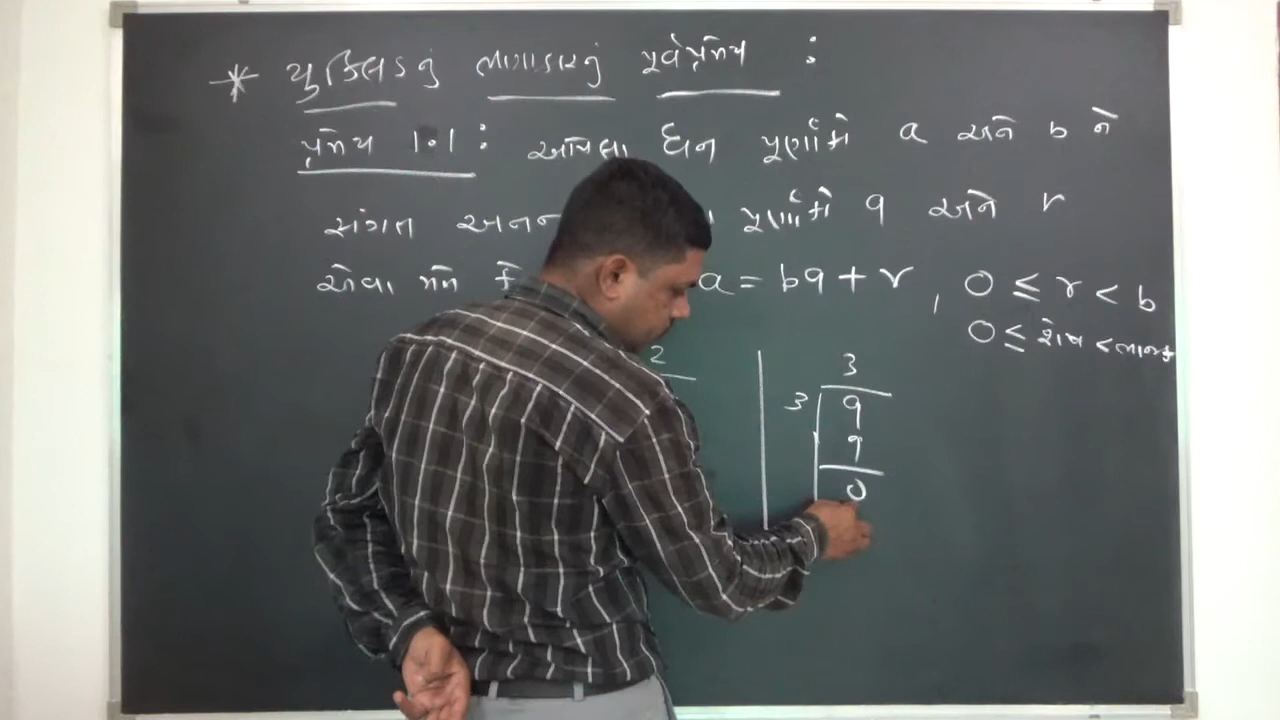 * યુક્લિડનું ભાગાકારનું પૂર્વપ્રમેય :
પ્રમેય 1.1 : આપેલા ધન પૂર્ણાંકો a અને b ને
સંગત અનન્ પૂર્ણાંકો q અને r
એવા મળે કે a = bq + r , 0 ≤ r < b
0 ≤ શેષ < ભાજક
2
3
3 9
9
0